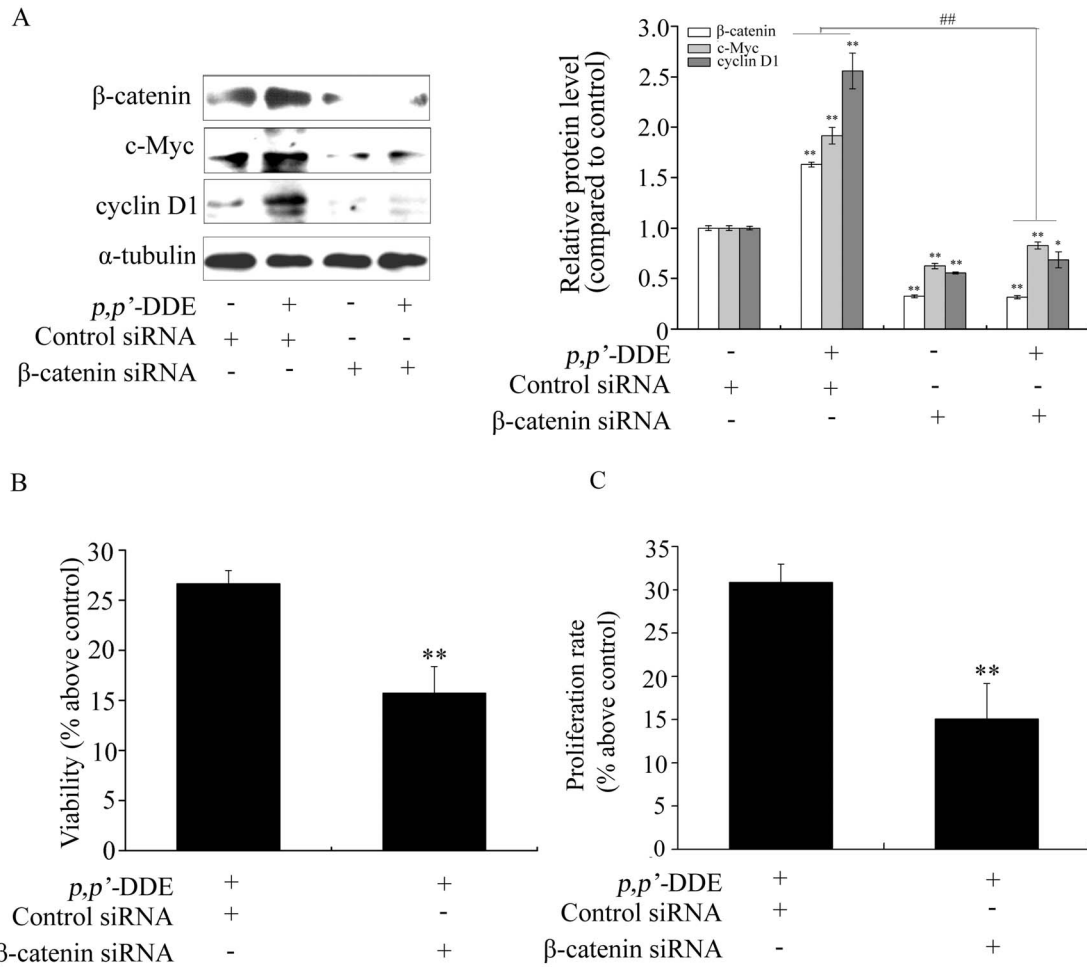 A
β-catenin
c-Myc
cyclin D1
α-tubulin
p,p’-DDE - + - +
Control siRNA + + - -
β-catenin siRNA - - + +
Relative protein level
(compared to control)
3.0
2.5
2.0
1.5
1.0
0.5
0
β-catenin
c-Myc
cyclin D1
##
** ** **
** ** **
** ** *
p,p’-DDE - + - +
Control siRNA + + - -
β-catenin siRNA - - + +
B
Viability (% above control)
30
25
20
15
10
5
0
**
p,p’-DDE + +
Control siRNA + -
β-catenin siRNA - +
C
Proliferation rate
(% above control)
35
30
25
20
15
10
5
0
**
p,p’-DDE + +
Control siRNA + -
β-catenin siRNA - +